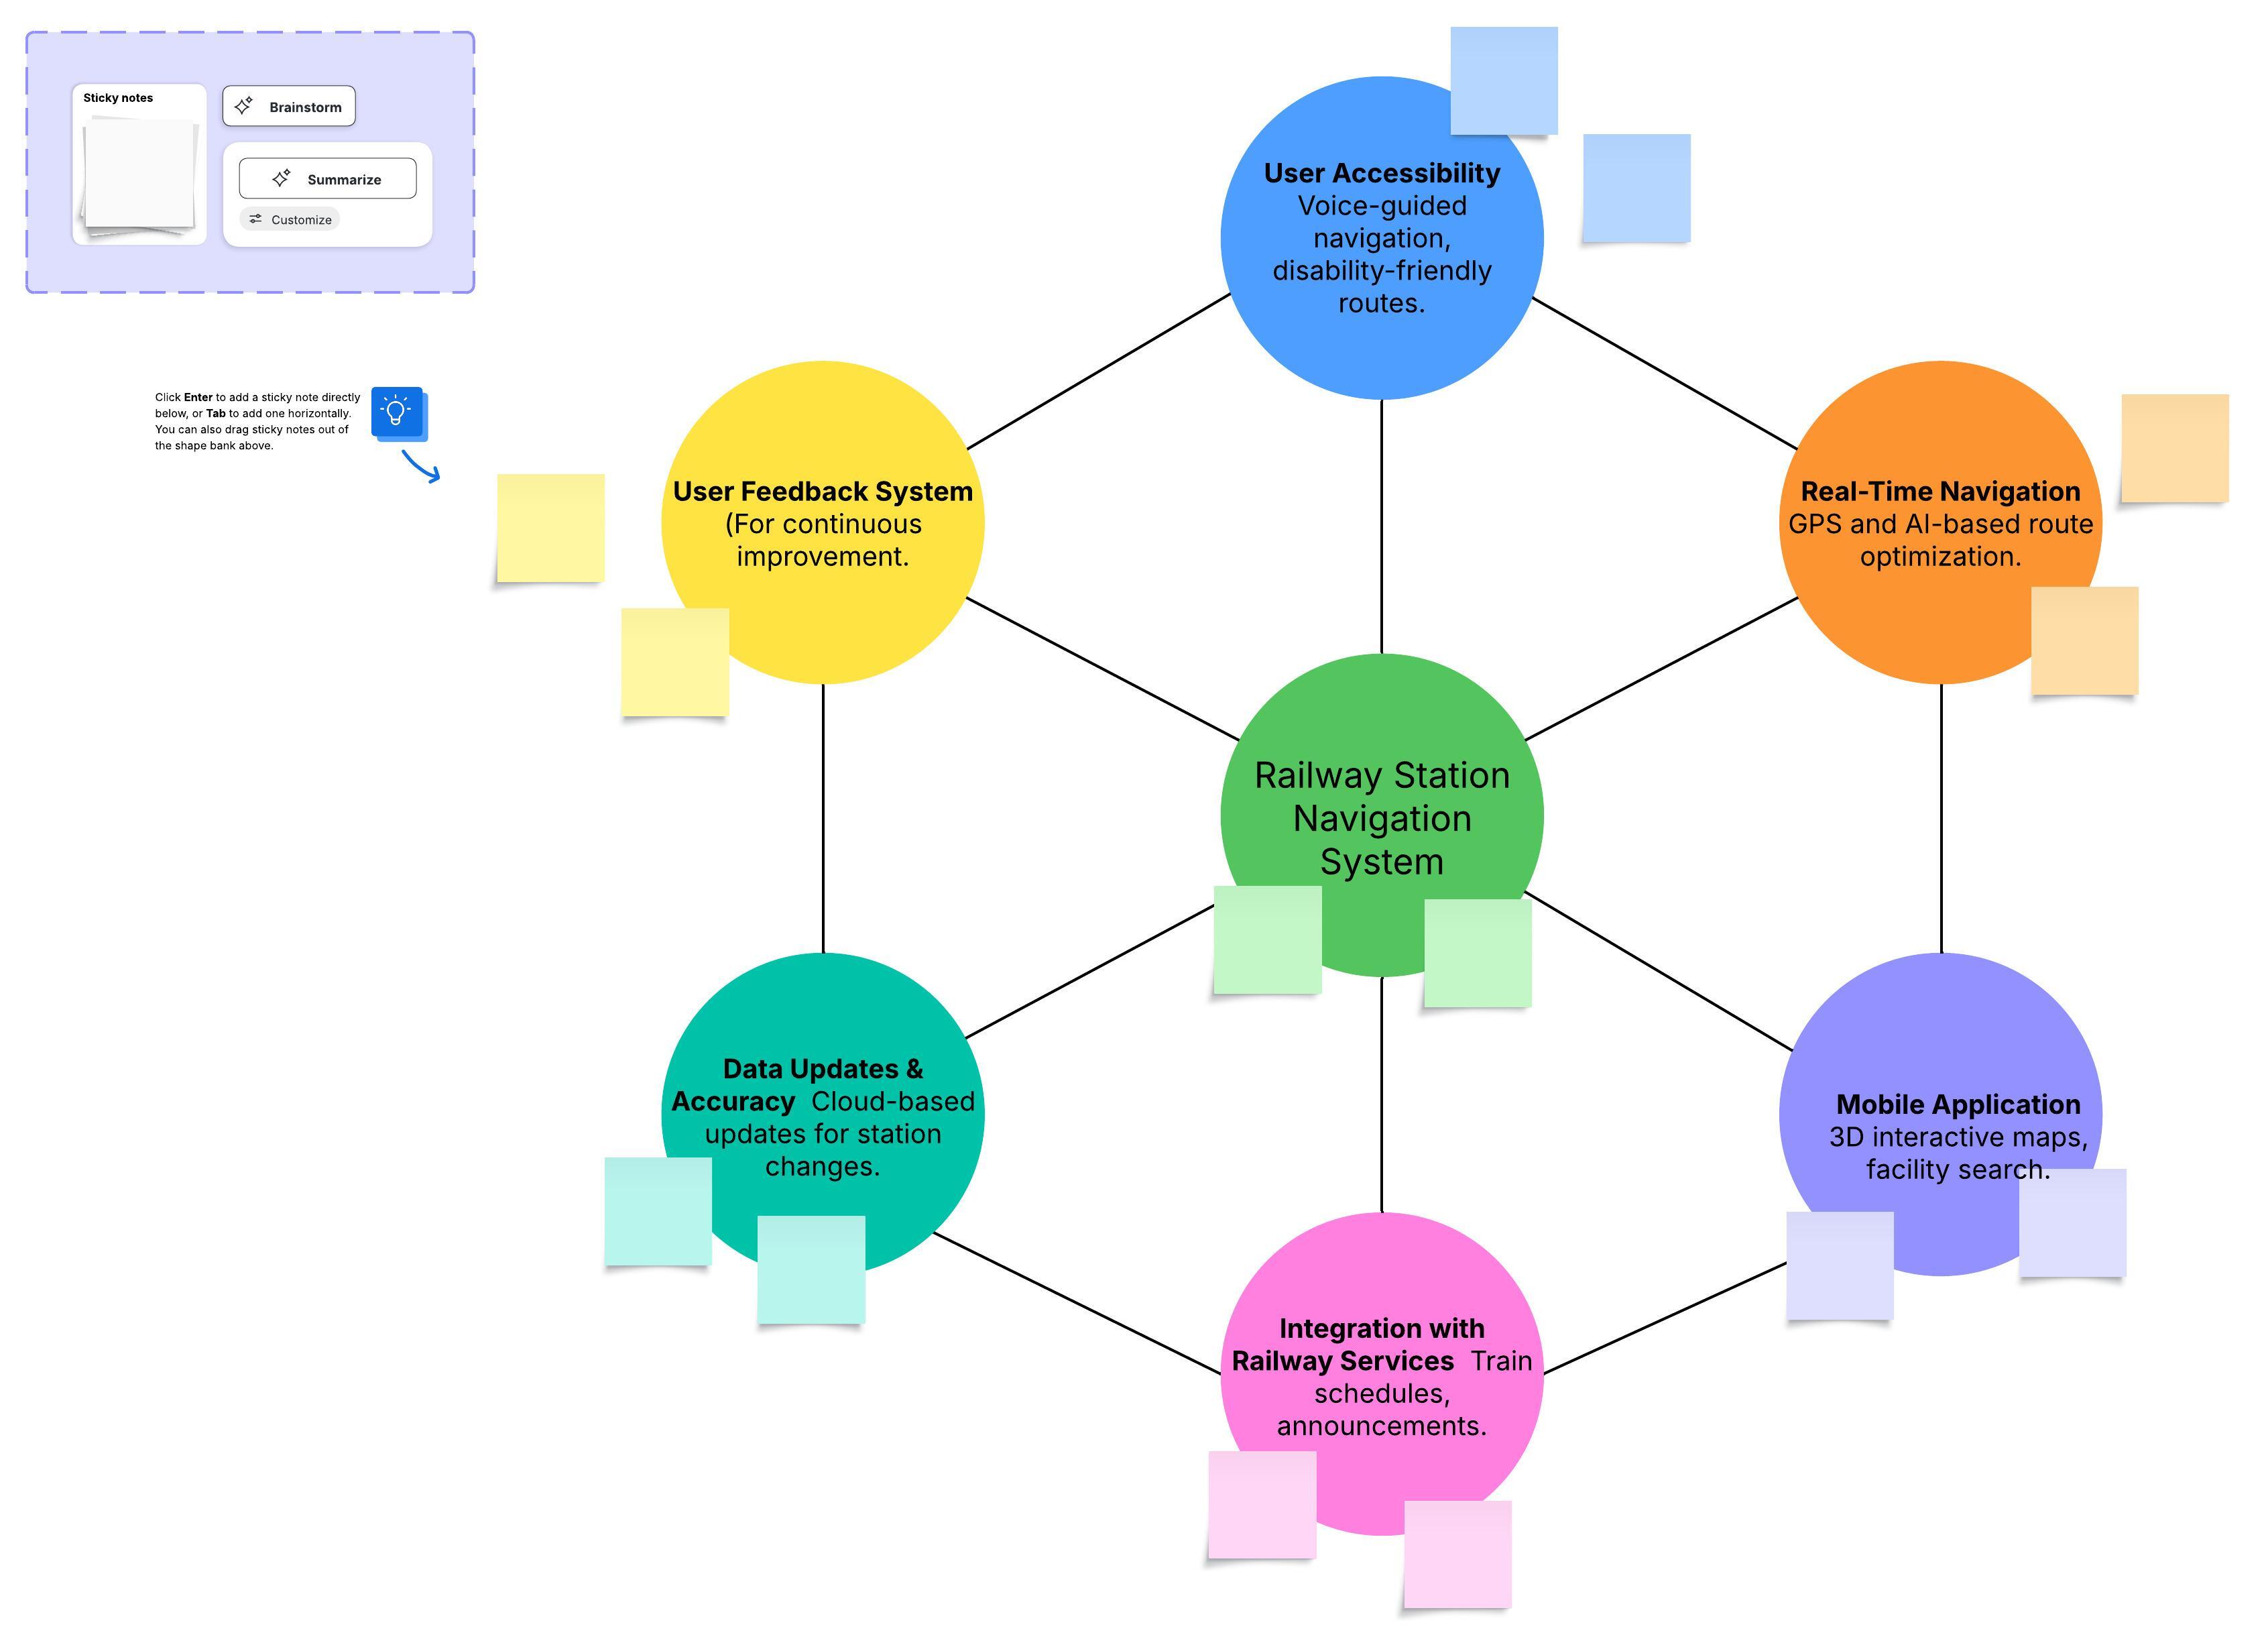 Sticky notes
Brainstorm
Summarize
Customize
Click Enter to add a sticky note directly
below, or Tab to add one horizontally.
You can also drag sticky notes out of
the shape bank above.
User Accessibility
Voice-guided
navigation,
disability-friendly
routes.
User Feedback System
(For continuous
improvement.
Real-Time Navigation
GPS and AI-based route
optimization.
Railway Station
Navigation
System
Data Updates &
Accuracy  Cloud-based
updates for station
changes.
Mobile Application
3D interactive maps,
facility search.
Integration with
Railway Services  Train
schedules,
announcements.